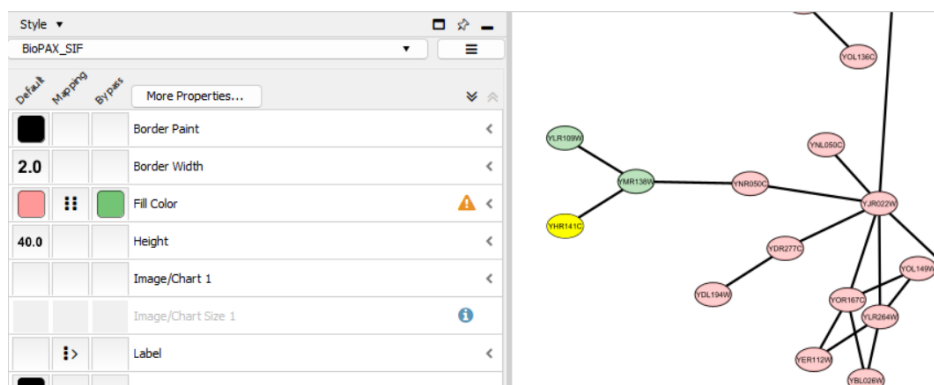 Style
BioPAX_SIF
Default
Mapping
Bypass
More Properties...
Border Paint
2.0 Border Width
Fill Color
40.0 Height
Image/Chart 1
Image/Chart Size 1
Label
YOL136C
YLR109W
YNL050C
YMR138W
YNR050C
YJR022W
YHR141C
YDR277C
YOL149W
YDL194W
YOR167C
YLR264W
YER112W
YBL026W